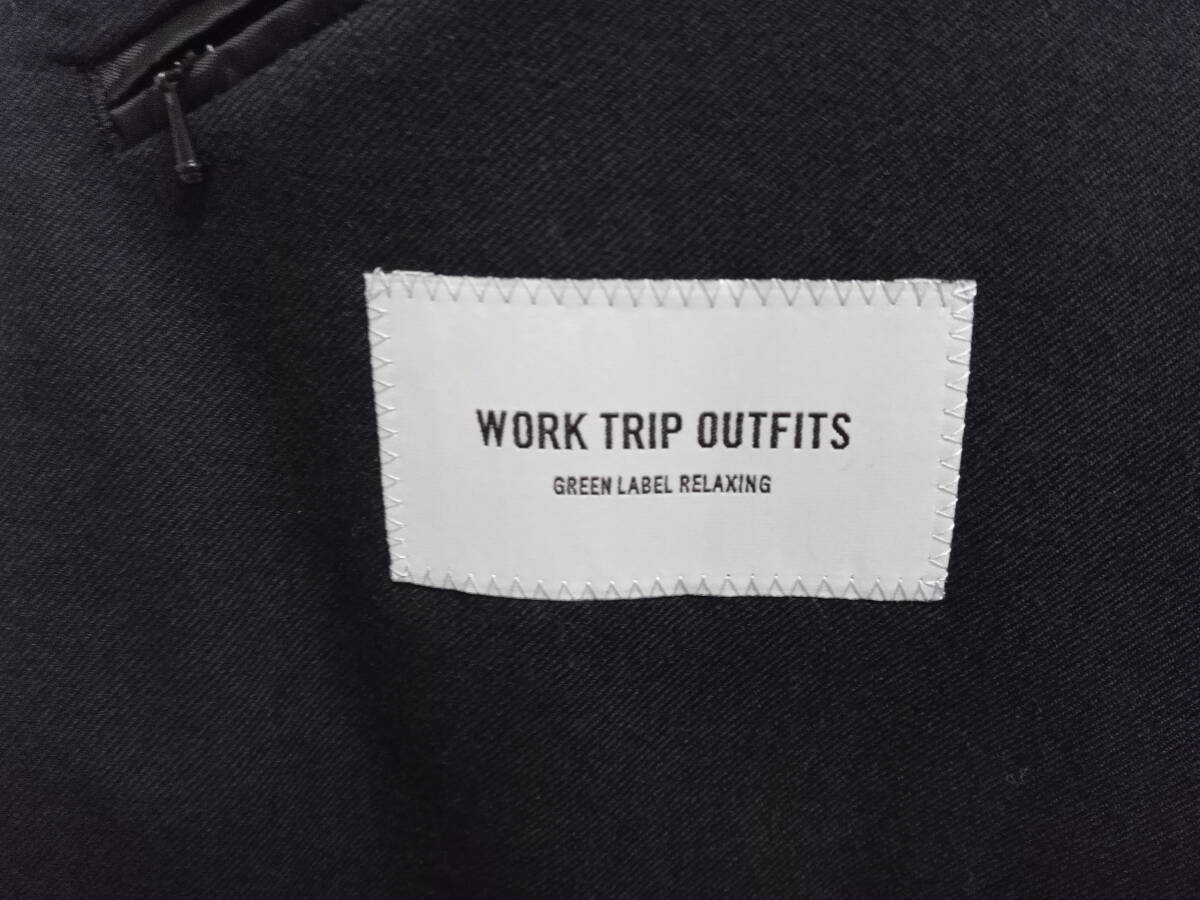 WORK TRIP OUTFITS
GREEN LABEL RELAXING